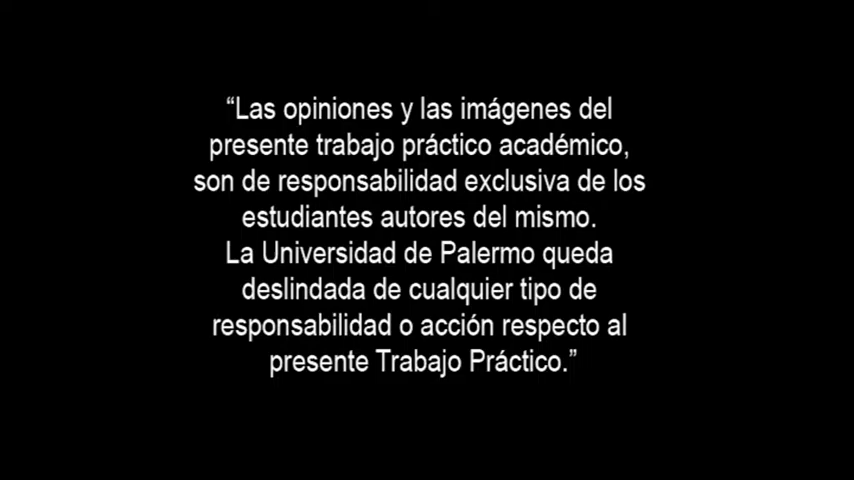 “Las opiniones y las imágenes del
presente trabajo práctico académico,
son de responsabilidad exclusiva de los
estudiantes autores del mismo.
La Universidad de Palermo queda
deslindada de cualquier tipo de
responsabilidad o acción respecto al
presente Trabajo Práctico.”